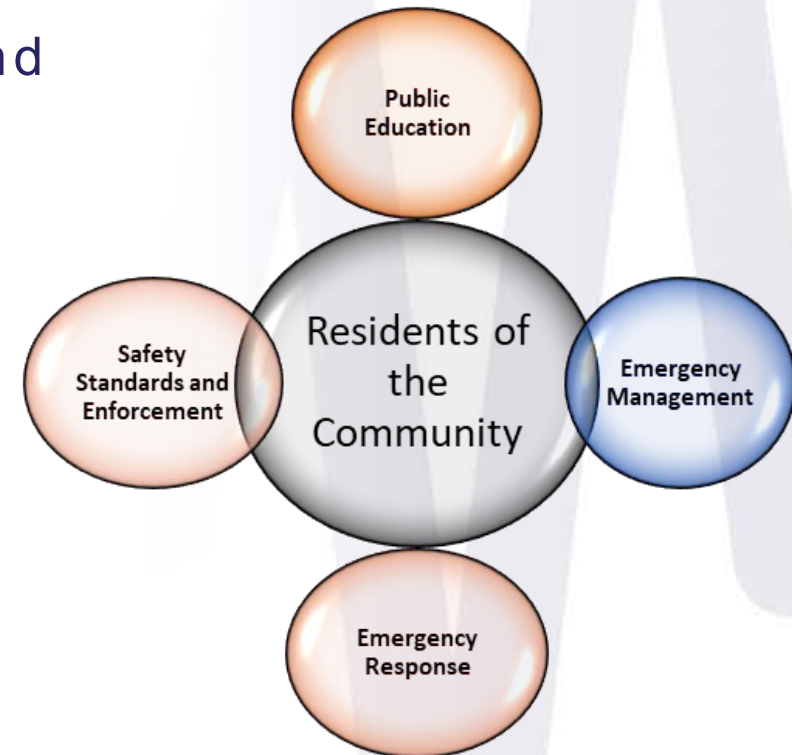 nd
Public
Education
Residents of
the
Community
Safety
Standards and
Enforcement
Emergency
Management
Emergency
Response